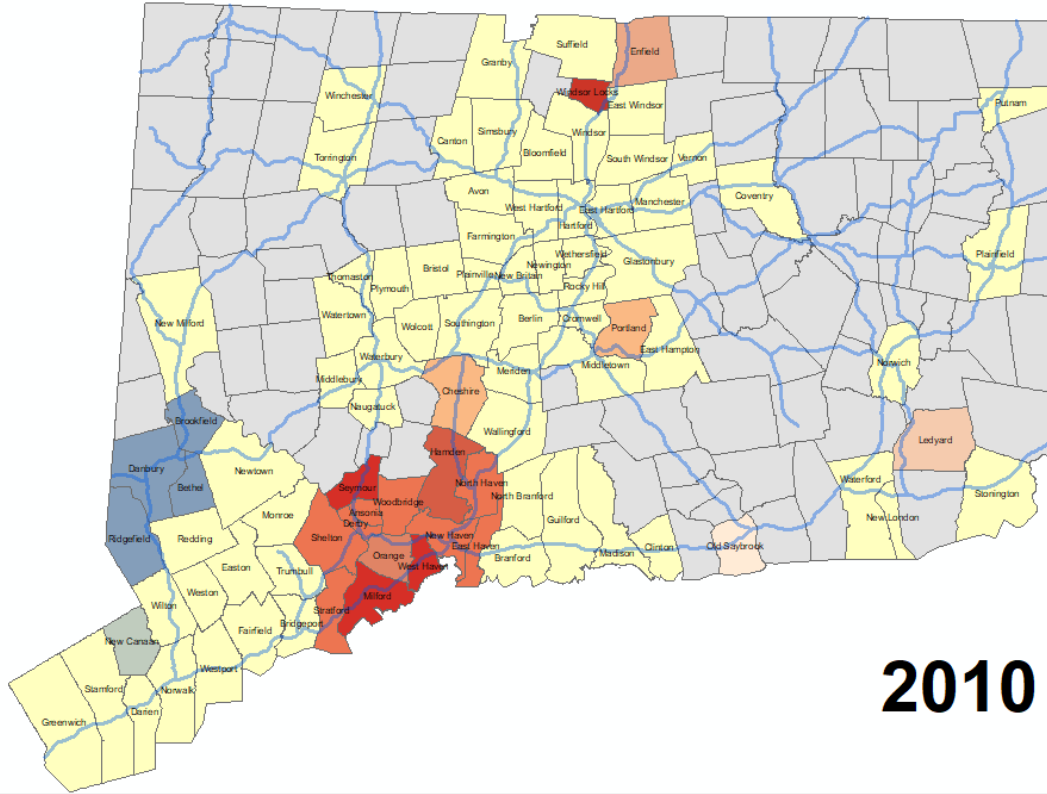 Suffield
Enfield
Granby
Windsor Locks
Winchester
East Windsor
Putnam
Simsbury
Windsor
Canton
Bloomfield
South Windsor
Vernon
Torrington
Avon
Coventry
West Hartford
East Hartford
Manchester
Hartford
Farmington
Wethersfield
Plainfield
Glastonbury
Newington
Bristol
Plainville
New Britain
Thomaston
Plymouth
Rocky Hill
Watertown
Wolcott
Southington
Berlin
Cromwell
New Milford
Portland
East Hampton
Waterbury
Middletown
Norwich
Meriden
Middlebury
Cheshire
Naugatuck
Brookfield
Wallingford
Ledyard
Hamden
Danbury
Newtown
Bethel
Seymour
North Haven
Waterford
Woodbridge
North Branford
Stonington
Ansonia
Monroe
Derby
Guilford
New London
Ridgefield
Redding
Shelton
New Haven
East Haven
Old Saybrook
Clinton
Madison
Orange
Branford
Easton
Trumbull
West Haven
Weston
Milford
Wilton
Stratford
Bridgeport
Fairfield
New Canaan
Westport
Stamford
Norwalk
Darien
Greenwich
2010